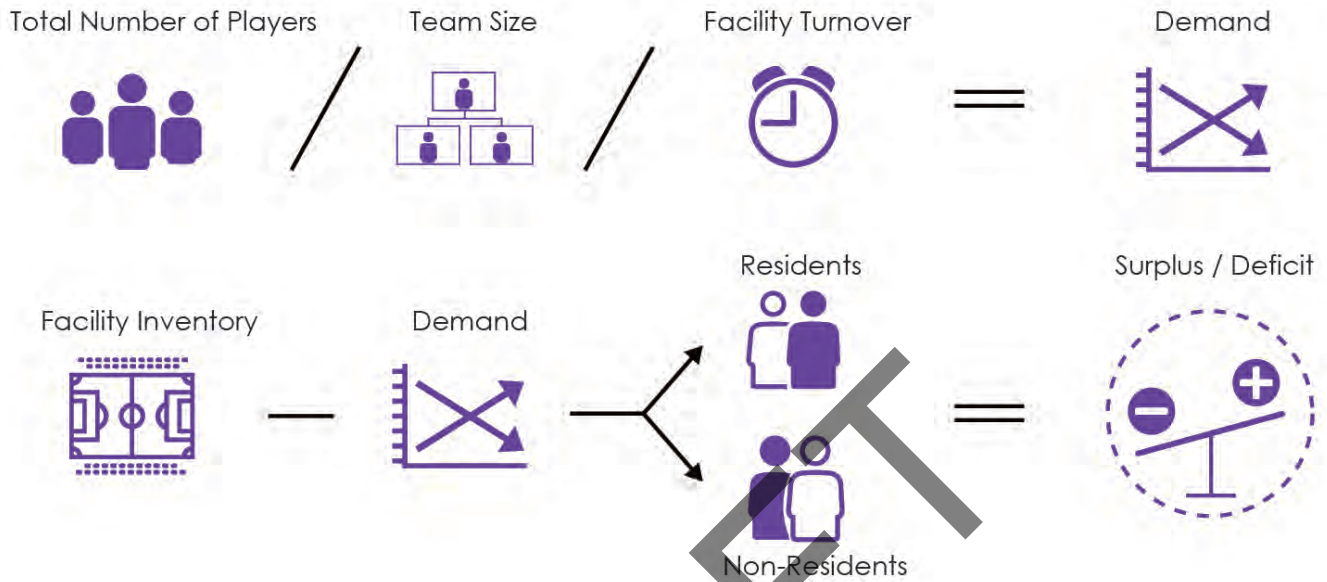 Total Number of Players
Team Size
Facility Turnover
Demand
Residents
Surplus / Deficit
Facility Inventory
Demand
Non-Residents